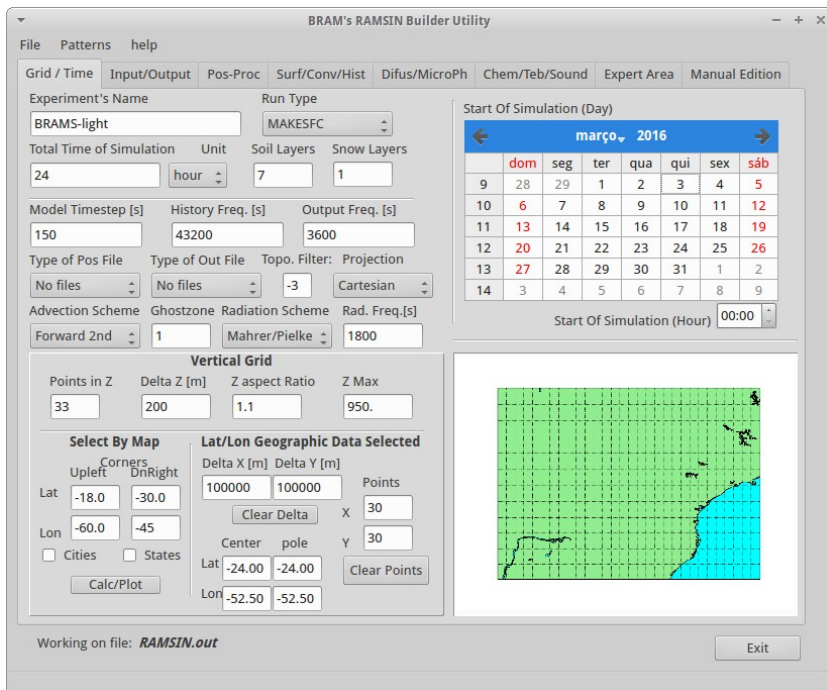 BRAM's RAMSIN Builder Utility
File Patterns help
Grid / Time Input/Output Pos-Proc Surf/Conv/Hist Difus/MicroPh Chem/Teb/Sound Expert Area Manual Edition
Experiment's Name Run Type
BRAMS-light MAKESFC
Total Time of Simulation Unit Soil Layers Snow Layers
24 hour 7 1
Model Timestep [s] History Freq. [s] Output Freq. [s]
150 43200 3600
Type of Pos File Type of Out File Topo. Filter: Projection
No files No files -3 Cartesian
Advection Scheme Ghostzone Radiation Scheme Rad. Freq.[s]
Forward 2nd 1 Mahrer/Pielke 1800
Start Of Simulation (Day)
março 2016
dom seg ter qua qui sex sáb
9 28 29 1 2 3 4 5
10 6 7 8 9 10 11 12
11 13 14 15 16 17 18 19
12 20 21 22 23 24 25 26
13 27 28 29 30 31 1 2
14 3 4 5 6 7 8 9
Start Of Simulation (Hour) 00:00
Vertical Grid
Points in Z Delta Z [m] Z aspect Ratio Z Max
33 200 1.1 950.
Select By Map
Corners
Upleft DnRight
Lat -18.0 -30.0
Lon -60.0 -45
Cities States
Calc/Plot
Lat/Lon Geographic Data Selected
Delta X [m] Delta Y [m]
100000 100000
Clear Delta
Points
X 30
Y 30
Clear Points
Center pole
Lat -24.00 -24.00
Lon -52.50 -52.50
Working on file: RAMSIN.out
Exit